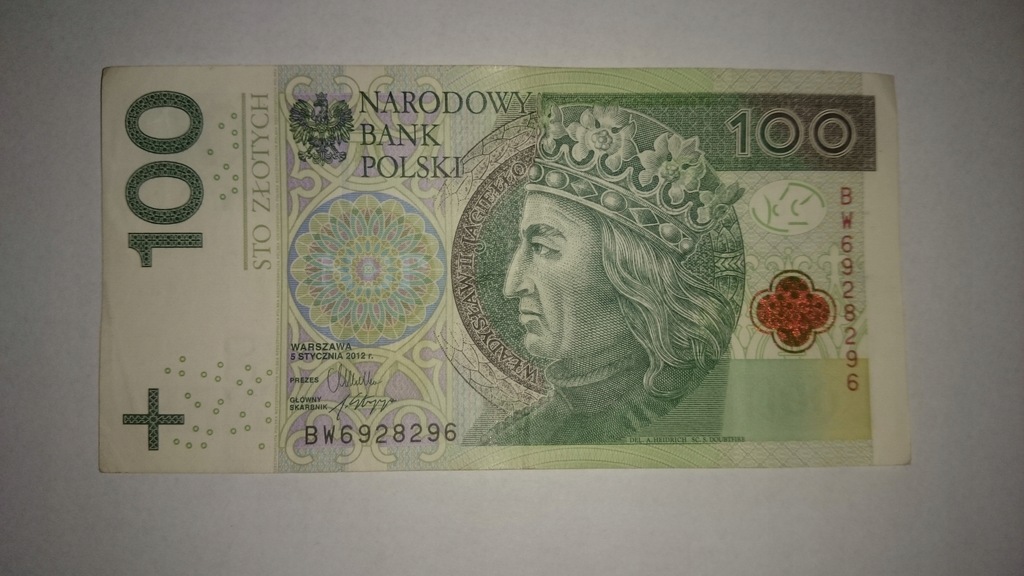 100
STO ZŁOTYCH
NARODOWY
BANK
POLSKI
WŁADYSŁAW II JAGIEŁŁO
100
BW6928296
WARSZAWA
5 STYCZNIA 2012 r.
PREZES
GŁÓWNY
SKARBNIK
BW6928296
DEL. A. HEIDRICH SC.